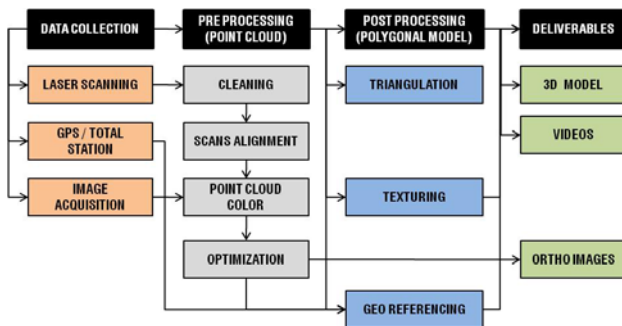 DATA COLLECTION
PRE PROCESSING
(POINT CLOUD)
POST PROCESSING
(POLYGONAL MODEL)
DELIVERABLES
LASER SCANNING
CLEANING
TRIANGULATION
3D MODEL
GPS / TOTAL
STATION
SCANS ALIGNMENT
VIDEOS
IMAGE
ACQUISITION
POINT CLOUD
COLOR
TEXTURING
OPTIMIZATION
ORTHO IMAGES
GEO REFERENCING